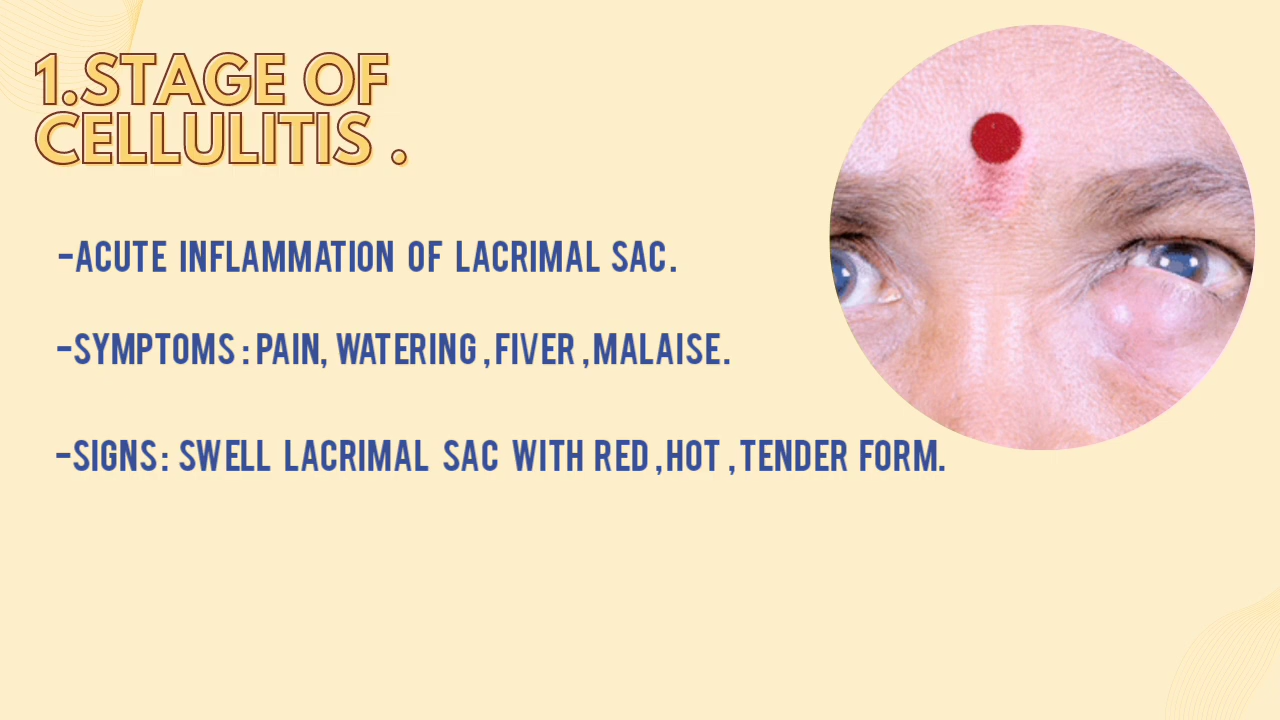 1.STAGE OF
CELLULITIS .
-ACUTE INFLAMMATION OF LACRIMAL SAC.
-SYMPTOMS : PAIN, WATERING ,FIVER ,MALAISE.
-SIGNS : SWELL LACRIMAL SAC WITH RED ,HOT ,TENDER FORM.